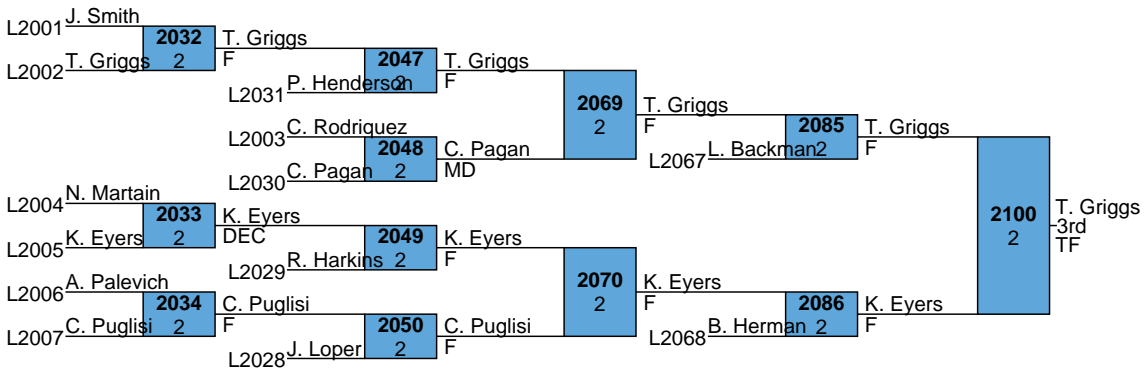 J. Smith
L2001
2032
T. Griggs
T. Griggs
2
F
L2002
2047
T. Griggs
P. Henderson
2
F
L2031
2069
T. Griggs
2
F
C. Rodriquez
L2003
2048
C. Pagan
C. Pagan
2
MD
L2030
2085
T. Griggs
L. Backman
2
F
L2067
N. Martain
L2004
2033
K. Eyers
K. Eyers
2
DEC
L2005
2049
K. Eyers
R. Harkins
2
F
L2029
2100
2
T. Griggs
3rd
TF
A. Palevich
L2006
2034
C. Puglisi
C. Puglisi
2
F
L2007
2070
2
K. Eyers
F
2050
C. Puglisi
J. Loper
2
F
L2028
2086
K. Eyers
B. Herman
2
F
L2068